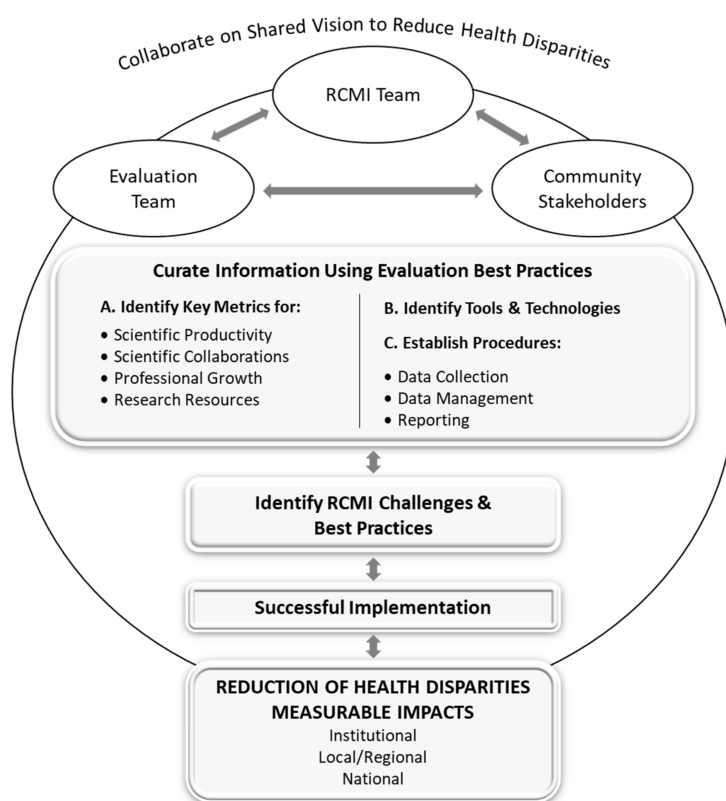 Collaborate on Shared Vision to Reduce Health Disparities
RCMI Team
Evaluation
Team
Community
Stakeholders
Curate Information Using Evaluation Best Practices
A. Identify Key Metrics for:
• Scientific Productivity
• Scientific Collaborations
• Professional Growth
• Research Resources
B. Identify Tools & Technologies
C. Establish Procedures:
• Data Collection
• Data Management
• Reporting
Identify RCMI Challenges &
Best Practices
Successful Implementation
REDUCTION OF HEALTH DISPARITIES
MEASURABLE IMPACTS
Institutional
Local/Regional
National